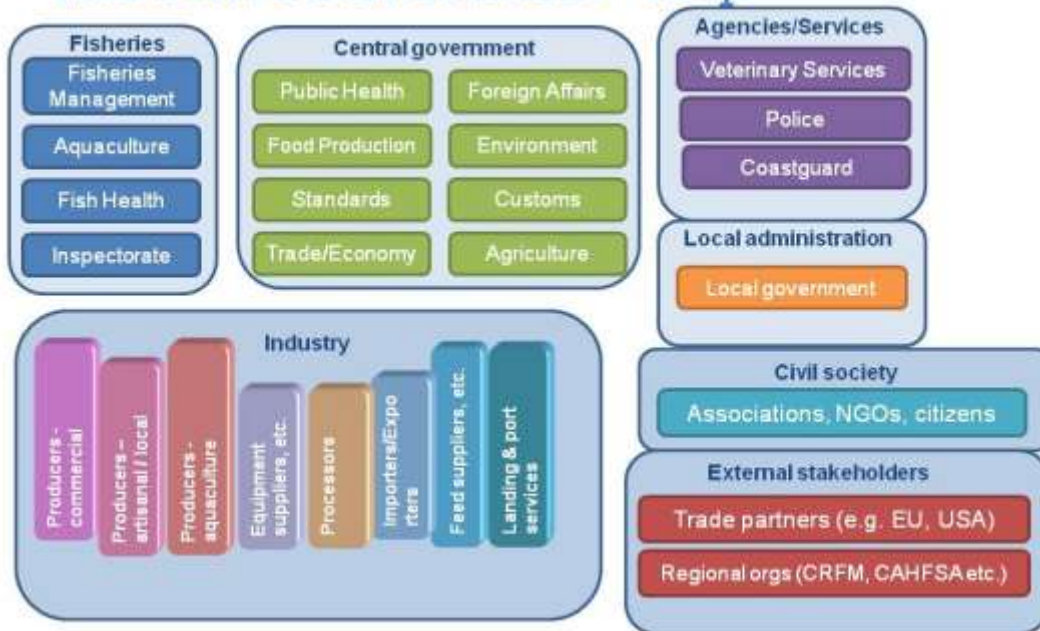 Fisheries
Fisheries
Management
Aquaculture
Fish Health
Inspectorate
Central government
Public Health
Foreign Affairs
Food Production
Environment
Standards
Customs
Trade/Economy
Agriculture
Agencies/Services
Veterinary Services
Police
Coastguard
Local administration
Local government
Industry
Producers -
commercial
Producers –
artisanal / local
Producers -
aquaculture
Equipment
suppliers, etc.
Processors
Importers/Expo
rters
Feed suppliers, etc.
Landing & port
services
Civil society
Associations, NGOs, citizens
External stakeholders
Trade partners (e.g. EU, USA)
Regional orgs (CRFM, CAHFSA etc.)